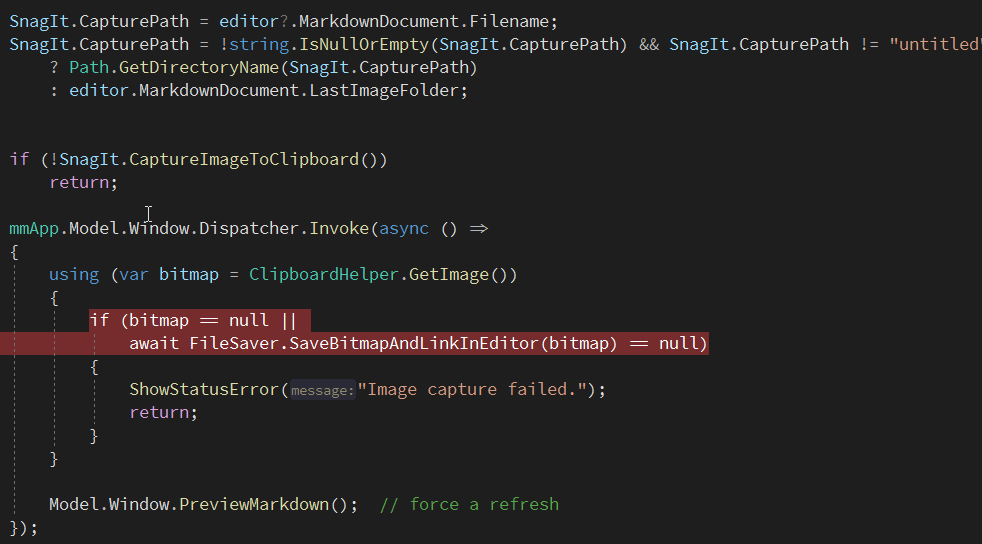 SnagIt.CapturePath = editor?.MarkdownDocument.Filename;
SnagIt.CapturePath = !string.IsNullOrEmpty(SnagIt.CapturePath) && SnagIt.CapturePath != "untitled"
    ? Path.GetDirectoryName(SnagIt.CapturePath)
    : editor.MarkdownDocument.LastImageFolder;
if (!SnagIt.CaptureImageToClipboard())
    return;
mmApp.Model.Window.Dispatcher.Invoke(async () =>
{
    using (var bitmap = ClipboardHelper.GetImage())
    {
        if (bitmap == null ||
            await FileSaver.SaveBitmapAndLinkInEditor(bitmap) == null)
        {
            ShowStatusError(message:"Image capture failed.");
            return;
        }
    }
    Model.Window.PreviewMarkdown();  // force a refresh
});